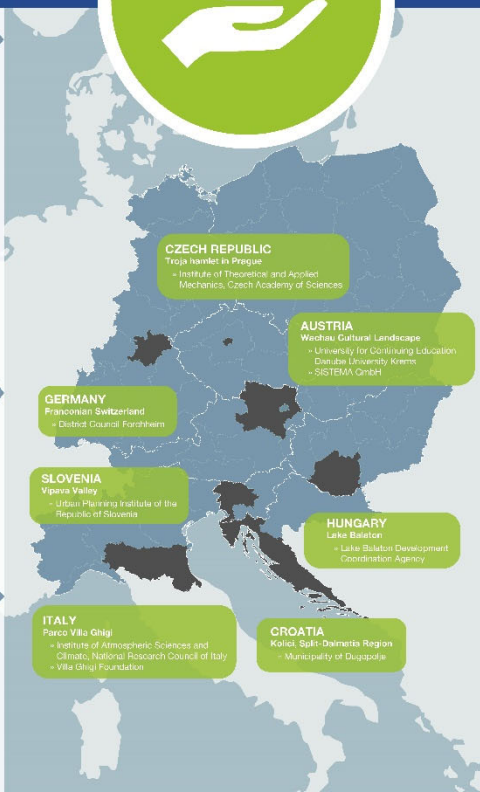 CZECH REPUBLIC
Troja hamlet in Prague
» Institute of Theoretical and Applied
Mechanics, Czech Academy of Sciences
AUSTRIA
Wachau Cultural Landscape
» University for Continuing Education
Danube University Krems
» SISTEMA GmbH
GERMANY
Franconian Switzerland
» District Council Forchheim
SLOVENIA
Vipava Valley
» Urban Planning Institute of the
Republic of Slovenia
HUNGARY
Lake Balaton
» Lake Balaton Development
Coordination Agency
ITALY
Parco Villa Ghigi
» Institute of Atmospheric Sciences and
Climate, National Research Council of Italy
» Villa Ghigi Foundation
CROATIA
Kotlci, Split-Dalmatia Region
» Municipality of Dugopolje